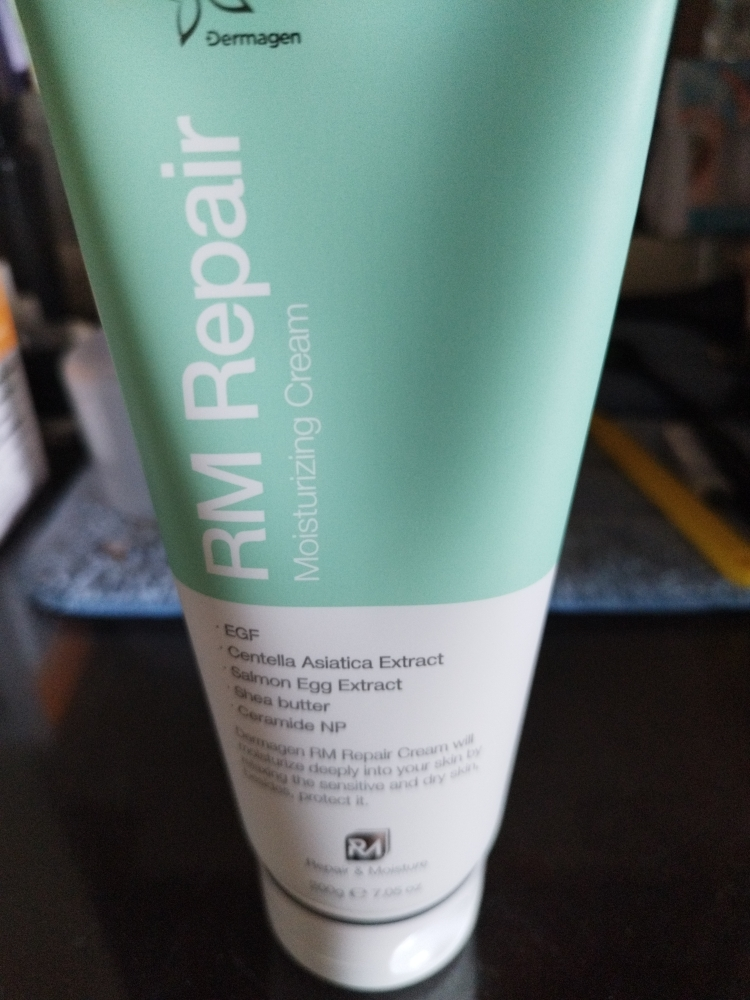 Dermagen
RM Repair
Moisturizing Cream
· EGF
· Centella Asiatica Extract
· Salmon Egg Extract
· Shea butter
· Ceramide NP
Dermagen RM Repair Cream will
moisturize deeply into your skin by
relaxing the sensitive and dry skin,
besides, protect it.
RM
Repair & Moisture
200g ℮ 7.05 oz